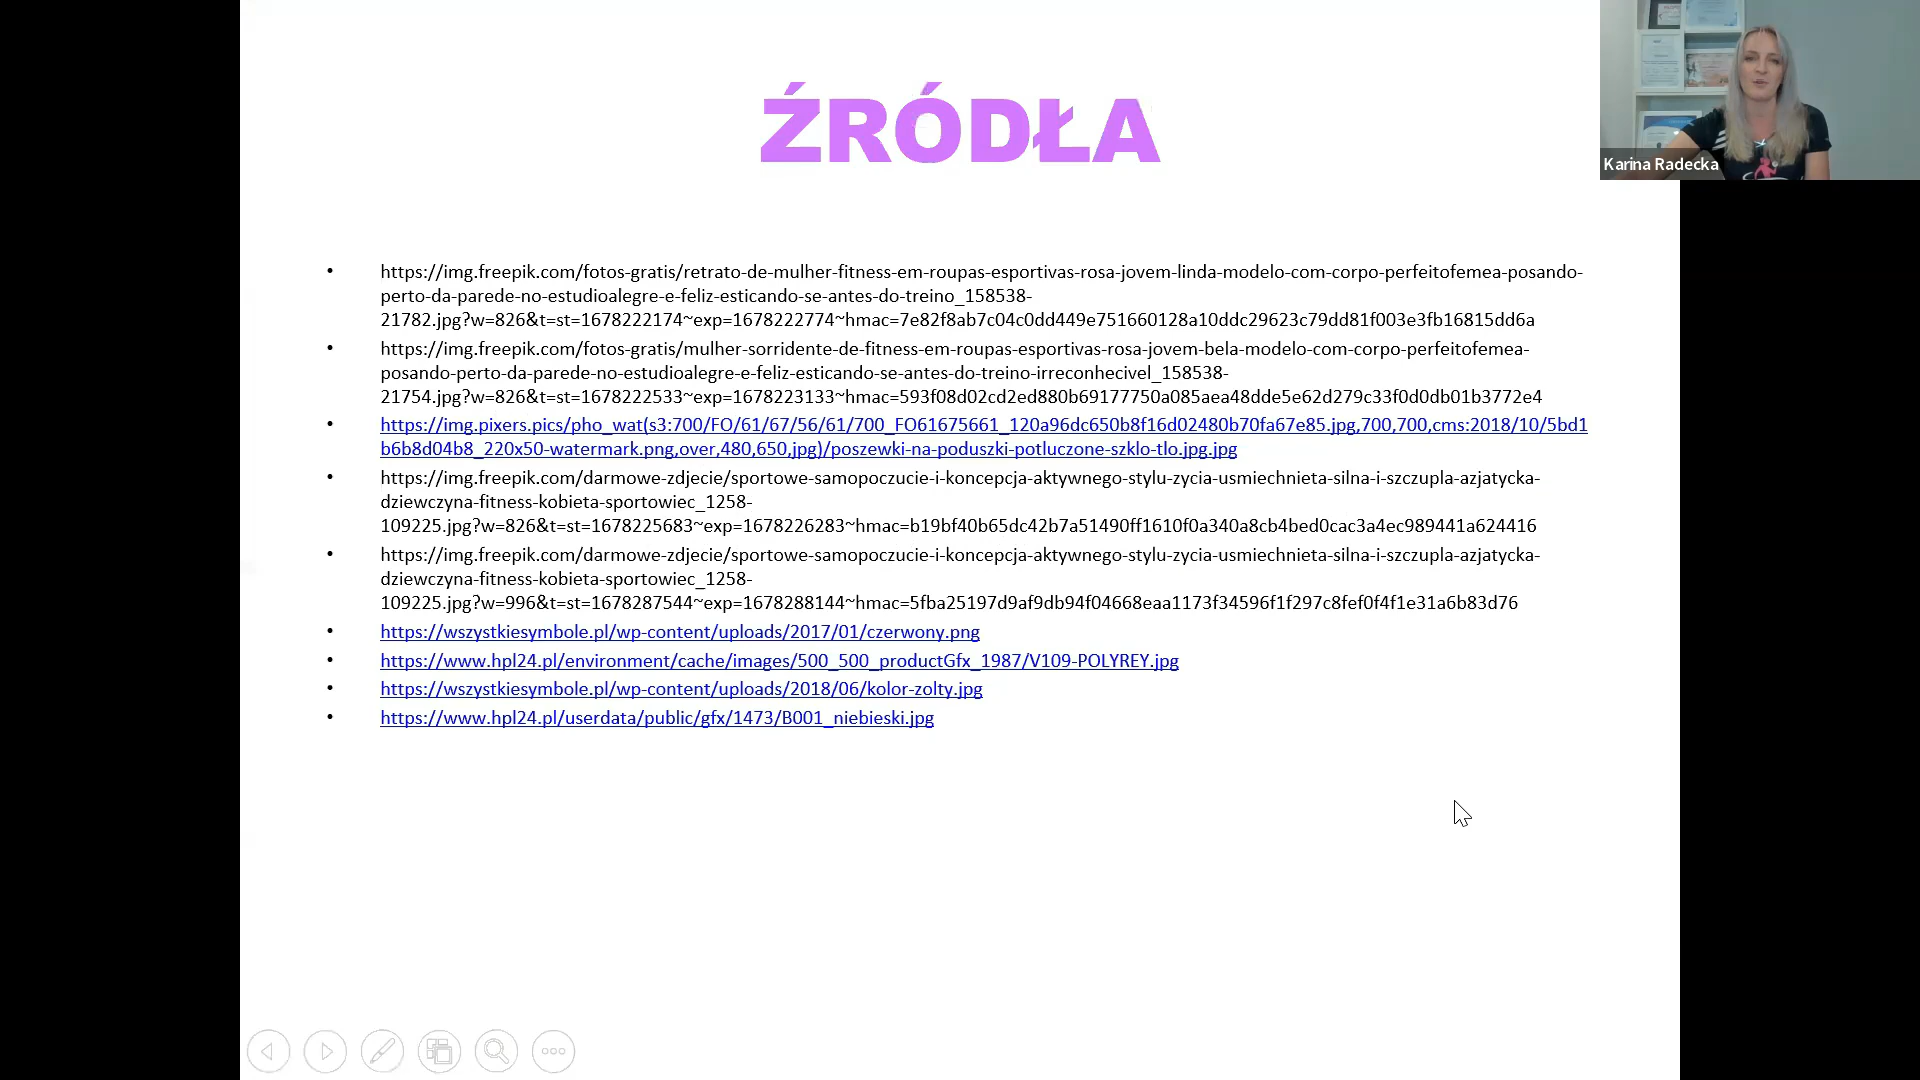 ŹRÓDŁA
Karina Radecka
• https://img.freepik.com/fotos-gratis/retrato-de-mulher-fitness-em-roupas-esportivas-rosa-jovem-linda-modelo-com-corpo-perfeitofemea-posando-
perto-da-parede-no-estudioalegre-e-feliz-esticando-se-antes-do-treino_158538-
21782.jpg?w=826&t=st=1678222174~exp=1678222774~hmac=7e82f8ab7c04c0dd449e751660128a10ddc29623c79dd81f003e3fb16815dd6a
• https://img.freepik.com/fotos-gratis/mulher-sorridente-de-fitness-em-roupas-esportivas-rosa-jovem-bela-modelo-com-corpo-perfeitofemea-
posando-perto-da-parede-no-estudioalegre-e-feliz-esticando-se-antes-do-treino-irreconhecivel_158538-
21754.jpg?w=826&t=st=1678222533~exp=1678223133~hmac=593f08d02cd2ed880b69177750a085aea48dde5e62d279c33f0d0db01b3772e4
• https://img.pixers.pics/pho_wat(s3:700/FO/61/67/56/61/700_FO61675661_120a96dc650b8f16d02480b70fa67e85.jpg,700,700,cms:2018/10/5bd1
b6b8d04b8_220x50-watermark.png,over,480,650,jpg)/poszewki-na-poduszki-potluczone-szklo-tlo.jpg.jpg
• https://img.freepik.com/darmowe-zdjecie/sportowe-samopoczucie-i-koncepcja-aktywnego-stylu-zycia-usmiechnieta-silna-i-szczupla-azjatycka-
dziewczyna-fitness-kobieta-sportowiec_1258-
109225.jpg?w=826&t=st=1678225683~exp=1678226283~hmac=b19bf40b65dc42b7a51490ff1610f0a340a8cb4bed0cac3a4ec989441a624416
• https://img.freepik.com/darmowe-zdjecie/sportowe-samopoczucie-i-koncepcja-aktywnego-stylu-zycia-usmiechnieta-silna-i-szczupla-azjatycka-
dziewczyna-fitness-kobieta-sportowiec_1258-
109225.jpg?w=996&t=st=1678287544~exp=1678288144~hmac=5fba25197d9af9db94f04668eaa1173f34596f1f297c8fef0f4f1e31a6b83d76
• https://wszystkiesymbole.pl/wp-content/uploads/2017/01/czerwony.png
• https://www.hpl24.pl/environment/cache/images/500_500_productGfx_1987/V109-POLYREY.jpg
• https://wszystkiesymbole.pl/wp-content/uploads/2018/06/kolor-zolty.jpg
• https://www.hpl24.pl/userdata/public/gfx/1473/B001_niebieski.jpg